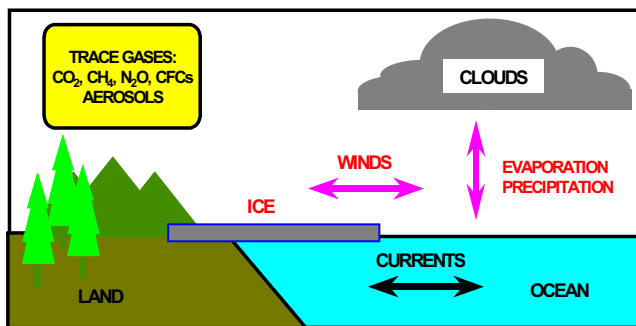 TRACE GASES:
CO₂, CH₄, N₂O, CFCs
AEROSOLS
CLOUDS
WINDS
EVAPORATION
PRECIPITATION
ICE
CURRENTS
LAND
OCEAN